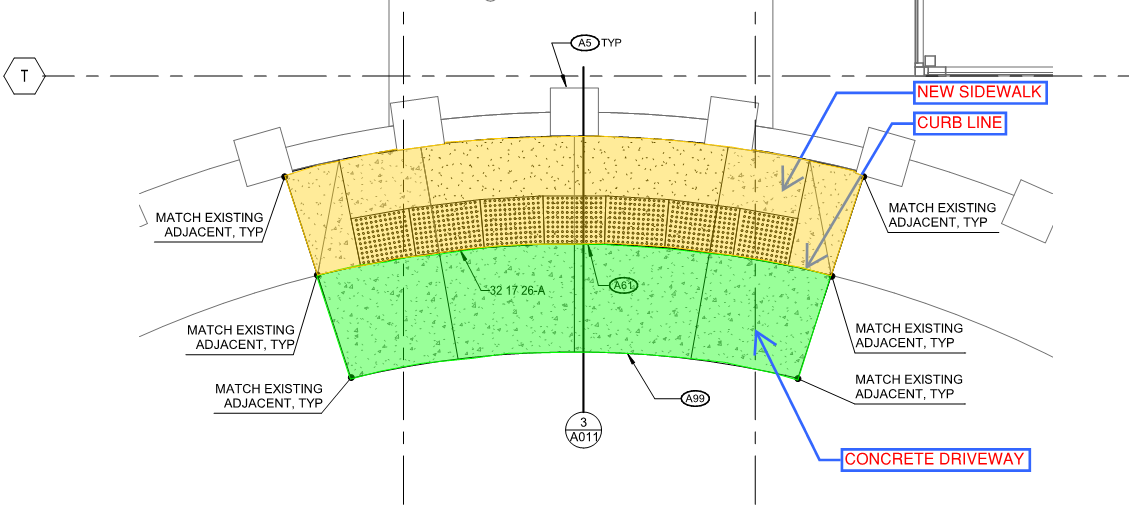 A5 TYP
T
NEW SIDEWALK
CURB LINE
MATCH EXISTING
ADJACENT, TYP
MATCH EXISTING
ADJACENT, TYP
32 17 26-A
A61
MATCH EXISTING
ADJACENT, TYP
MATCH EXISTING
ADJACENT, TYP
MATCH EXISTING
ADJACENT, TYP
MATCH EXISTING
ADJACENT, TYP
A99
3
A011
CONCRETE DRIVEWAY